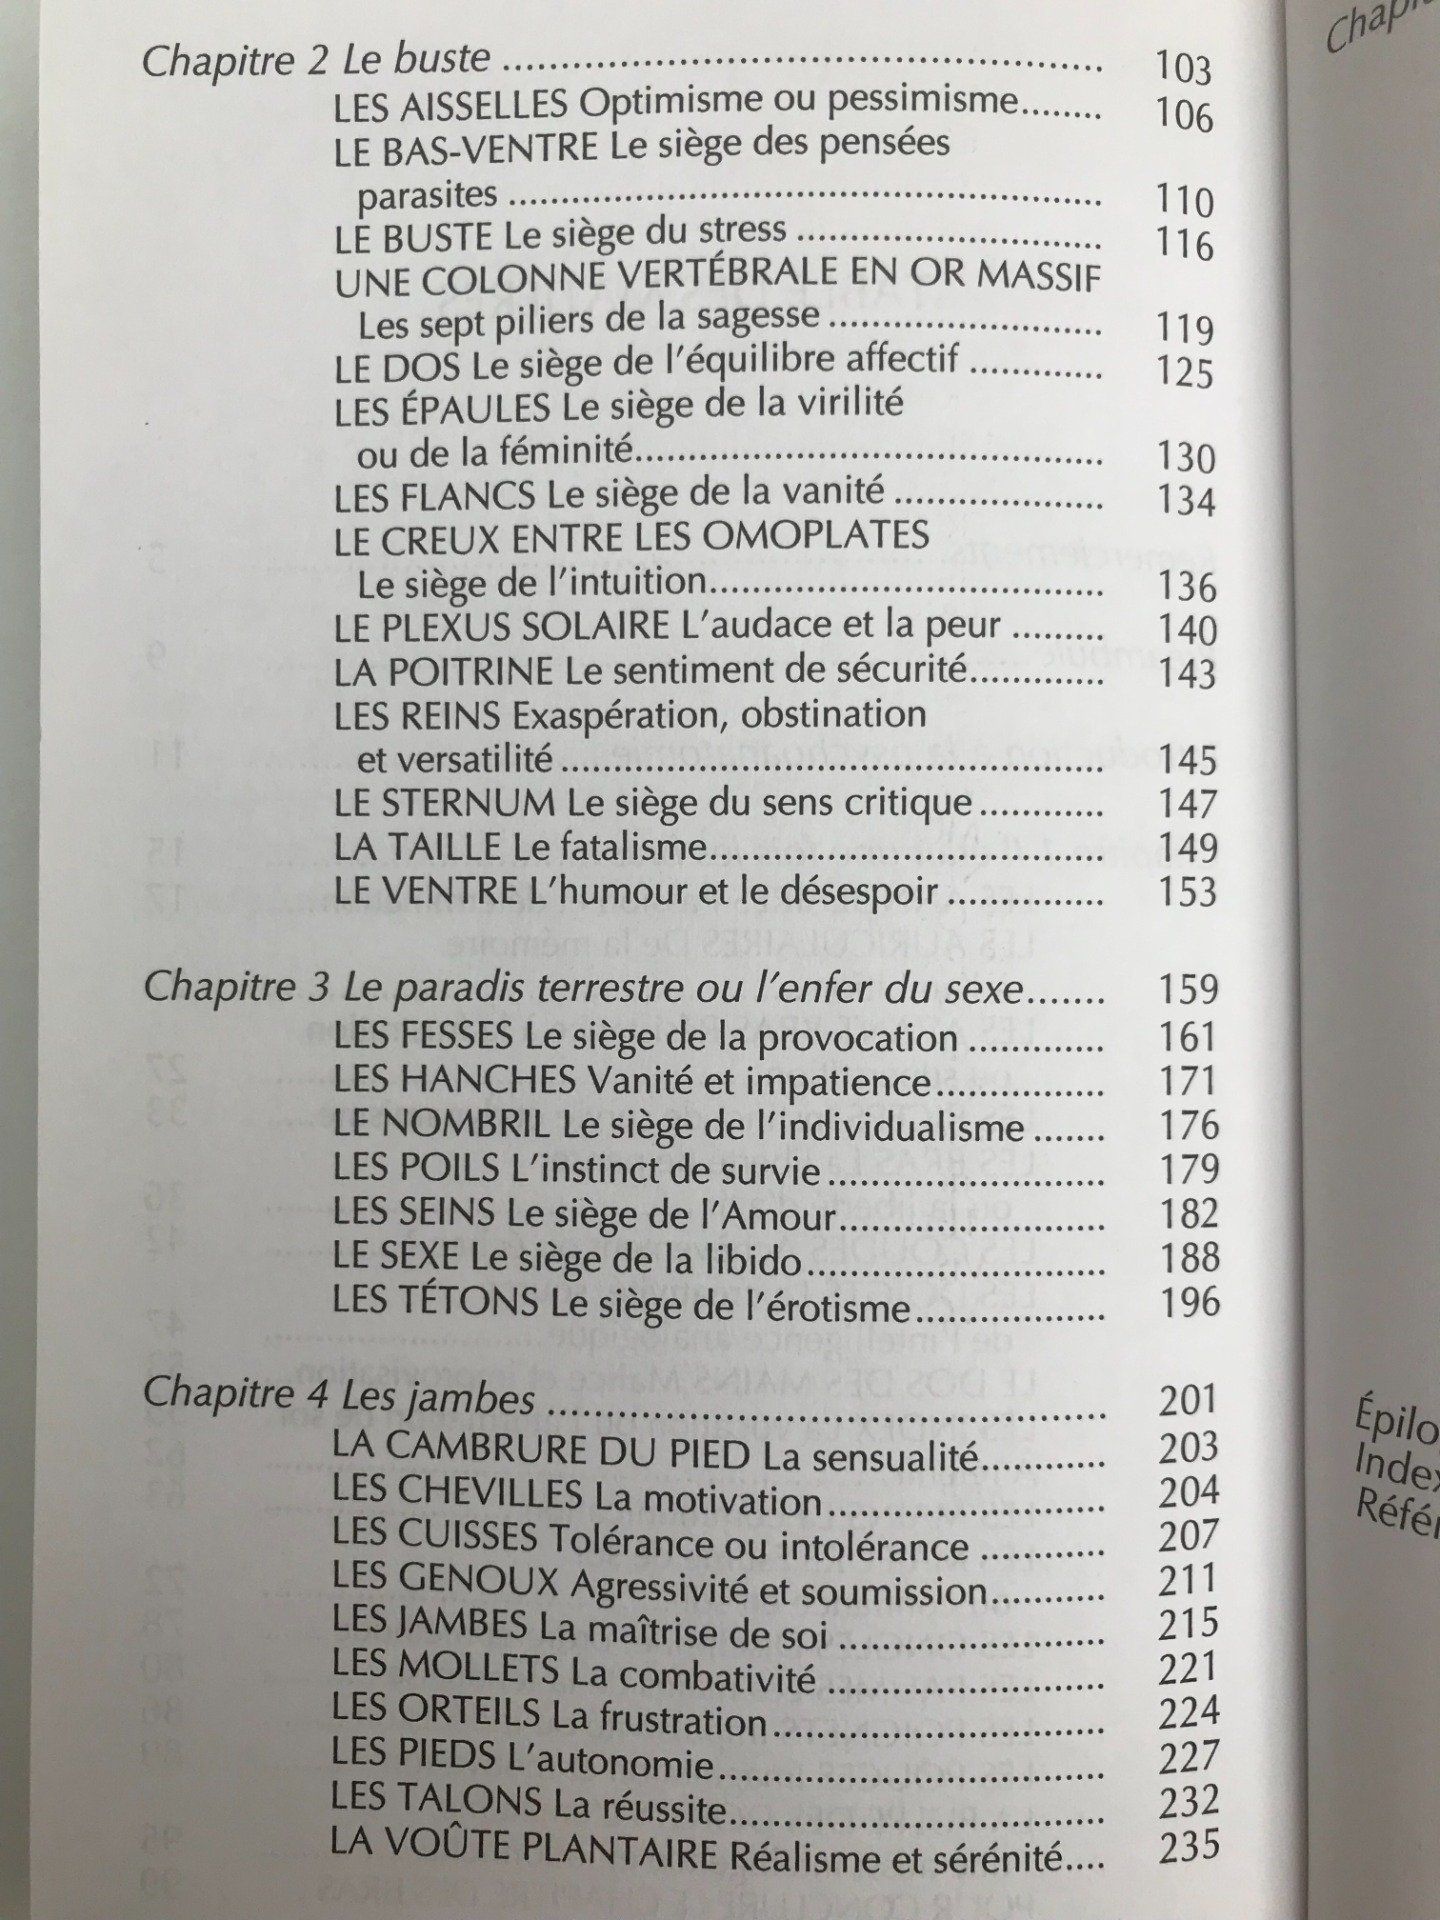 Chapitre 2 Le buste .......... 103
LES AISSELLES Optimisme ou pessimisme.......... 106
LE BAS-VENTRE Le siège des pensées
parasites .......... 110
LE BUSTE Le siège du stress .......... 116
UNE COLONNE VERTÉBRALE EN OR MASSIF
Les sept piliers de la sagesse .......... 119
LE DOS Le siège de l'équilibre affectif .......... 125
LES ÉPAULES Le siège de la virilité
ou de la féminité.......... 130
LES FLANCS Le siège de la vanité .......... 134
LE CREUX ENTRE LES OMOPLATES
Le siège de l'intuition.......... 136
LE PLEXUS SOLAIRE L'audace et la peur .......... 140
LA POITRINE Le sentiment de sécurité.......... 143
LES REINS Exaspération, obstination
et versatilité .......... 145
LE STERNUM Le siège du sens critique .......... 147
LA TAILLE Le fatalisme.......... 149
LE VENTRE L'humour et le désespoir .......... 153
Chapitre 3 Le paradis terrestre ou l'enfer du sexe....... 159
LES FESSES Le siège de la provocation .......... 161
LES HANCHES Vanité et impatience.......... 171
LE NOMBRIL Le siège de l'individualisme ....... 176
LES POILS L'instinct de survie .......... 179
LES SEINS Le siège de l'Amour.......... 182
LE SEXE Le siège de la libido.......... 188
LES TÉTONS Le siège de l'érotisme.......... 196
Chapitre 4 Les jambes .......... 201
LA CAMBRURE DU PIED La sensualité.......... 203
LES CHEVILLES La motivation.......... 204
LES CUISSES Tolérance ou intolérance .......... 207
LES GENOUX Agressivité et soumission.......... 211
LES JAMBES La maîtrise de soi .......... 215
LES MOLLETS La combativité .......... 221
LES ORTEILS La frustration.......... 224
LES PIEDS L'autonomie.......... 227
LES TALONS La réussite.......... 232
LA VOÛTE PLANTAIRE Réalisme et sérénité.... 235